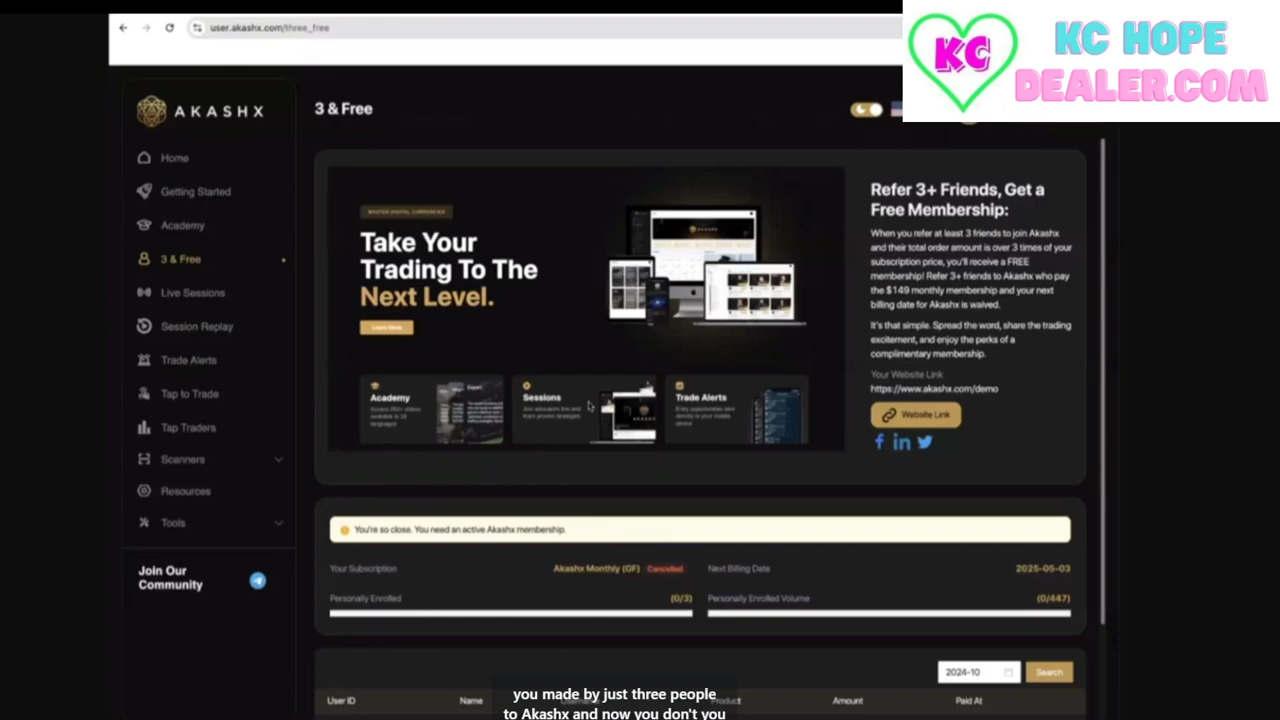 user.akashx.com/three_free
KC
KC HOPE
DEALER.COM
AKASHX
Home
Getting Started
Academy
3 & Free
Live Sessions
Session Replay
Trade Alerts
Tap to Trade
Tap Traders
Scanners
Resources
Tools
Join Our
Community
3 & Free
MASTER DIGITAL CURRENCIES
Take Your
Trading To The
Next Level.
Learn More
Academy
Sessions
Trade Alerts
Refer 3+ Friends, Get a
Free Membership:
When you refer at least 3 friends to join Akashx
and their total order amount is over 3 times of your
subscription price, you'll receive a FREE
membership! Refer 3+ friends to Akashx who pay
the $149 monthly membership and your next
billing date for Akashx is waived.
It's that simple. Spread the word, share the trading
excitement, and enjoy the perks of a
complimentary membership.
Your Website Link
https://www.akashx.com/demo
Website Link
You're so close. You need an active Akashx membership.
Your Subscription Akashx Monthly (GF) Cancelled Next Billing Date 2025-05-03
Personally Enrolled (0/3) Personally Enrolled Volume (0/447)
2024-10 Search
User ID Name Product Amount Paid At
you made by just three people
to Akashx and now you don't you